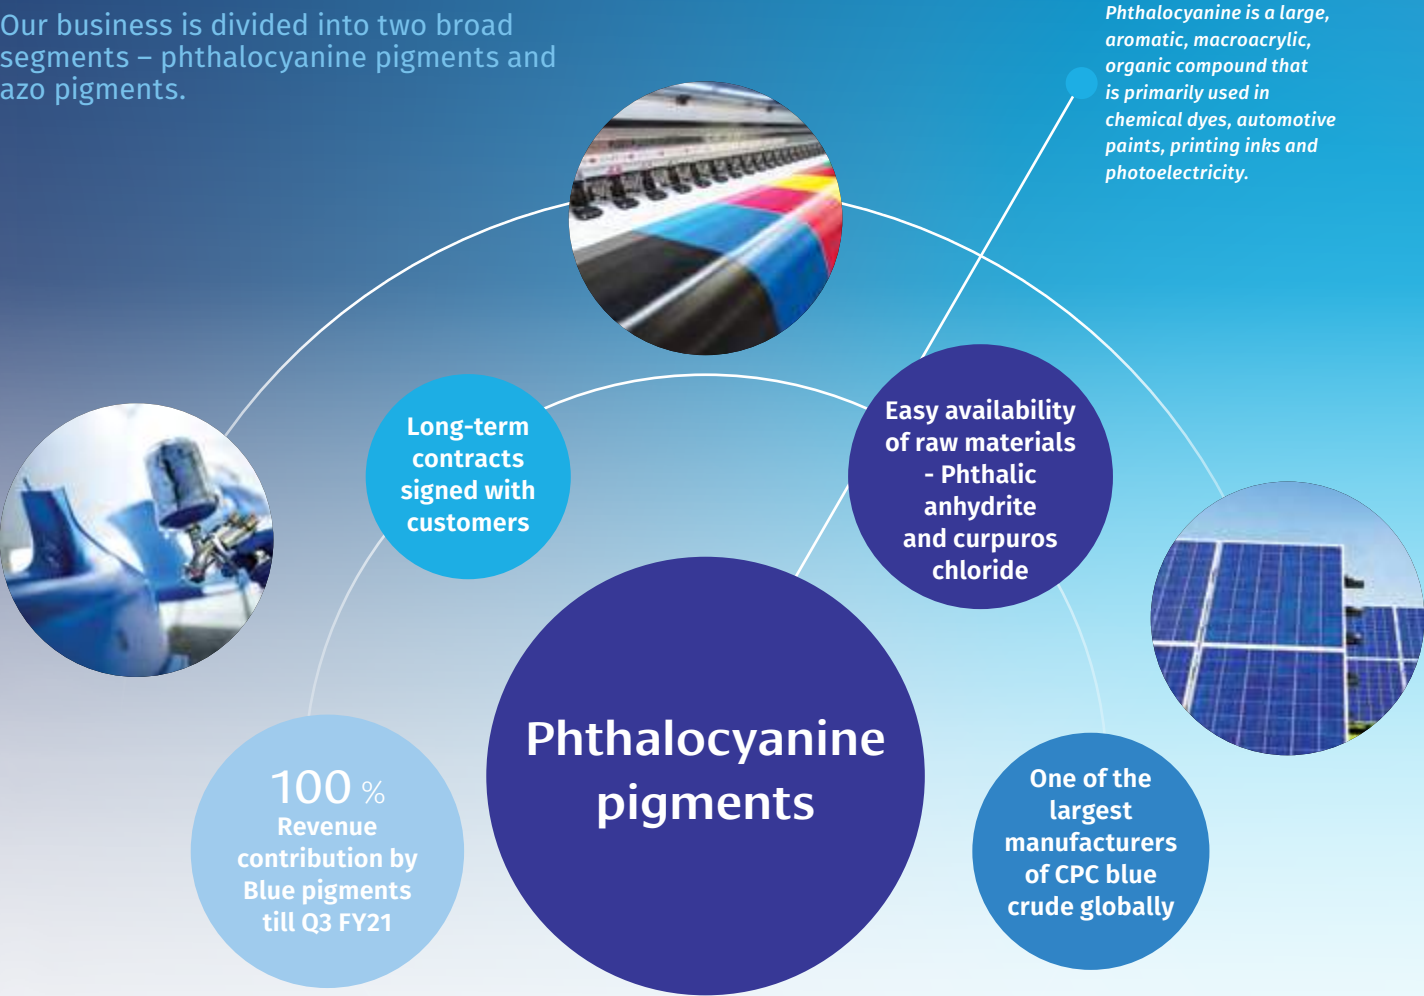 Our business is divided into two broad
segments – phthalocyanine pigments and
azo pigments.
Phthalocyanine is a large,
aromatic, macroacrylic,
organic compound that
is primarily used in
chemical dyes, automotive
paints, printing inks and
photoelectricity.
Long-term
contracts
signed with
customers
Easy availability
of raw materials
- Phthalic
anhydrite
and curpuros
chloride
Phthalocyanine
pigments
100 %
Revenue
contribution by
Blue pigments
till Q3 FY21
One of the
largest
manufacturers
of CPC blue
crude globally